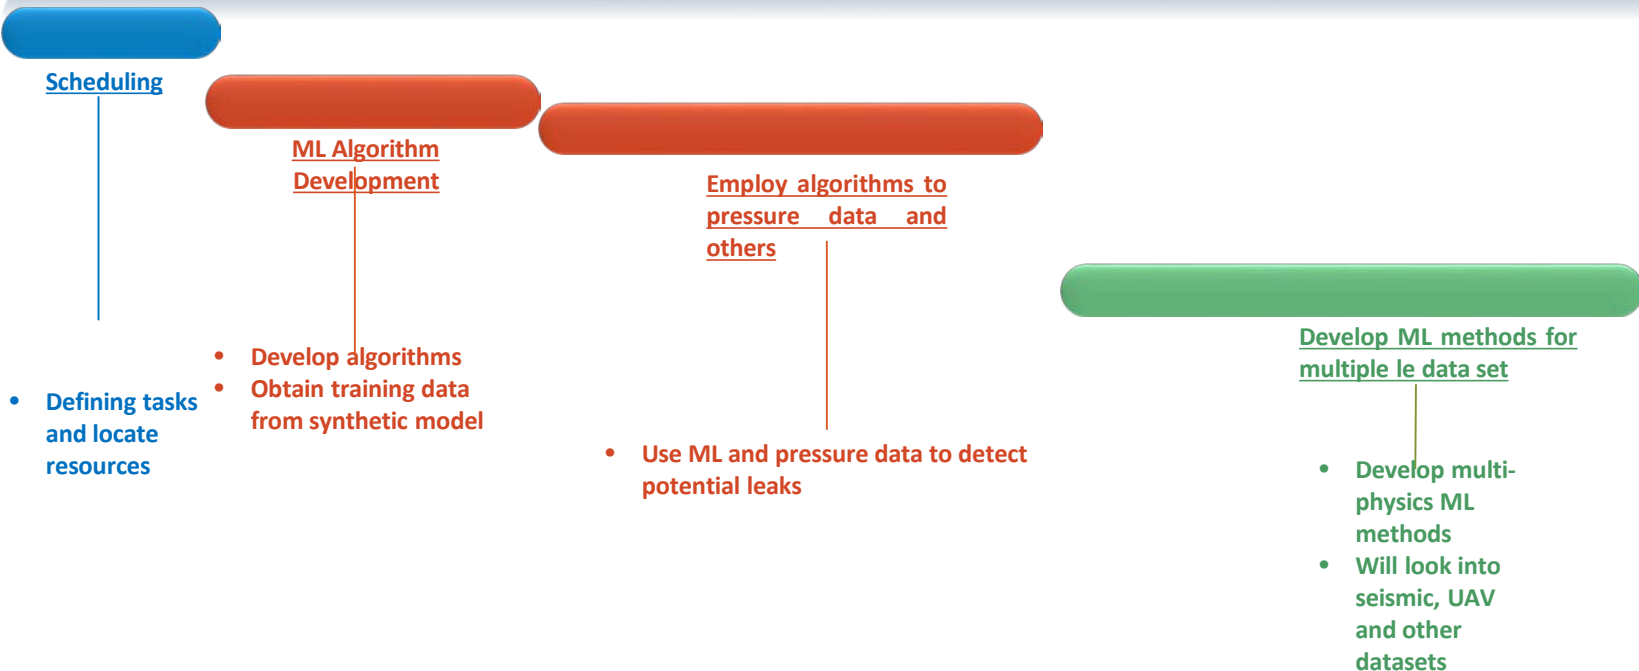 Scheduling
• Defining tasks
and locate
resources
ML Algorithm
Development
• Develop algorithms
• Obtain training data
from synthetic model
Employ algorithms to
pressure data and
others
• Use ML and pressure data to detect
potential leaks
Develop ML methods for
multiple le data set
• Develop multi-
physics ML
methods
• Will look into
seismic, UAV
and other
datasets